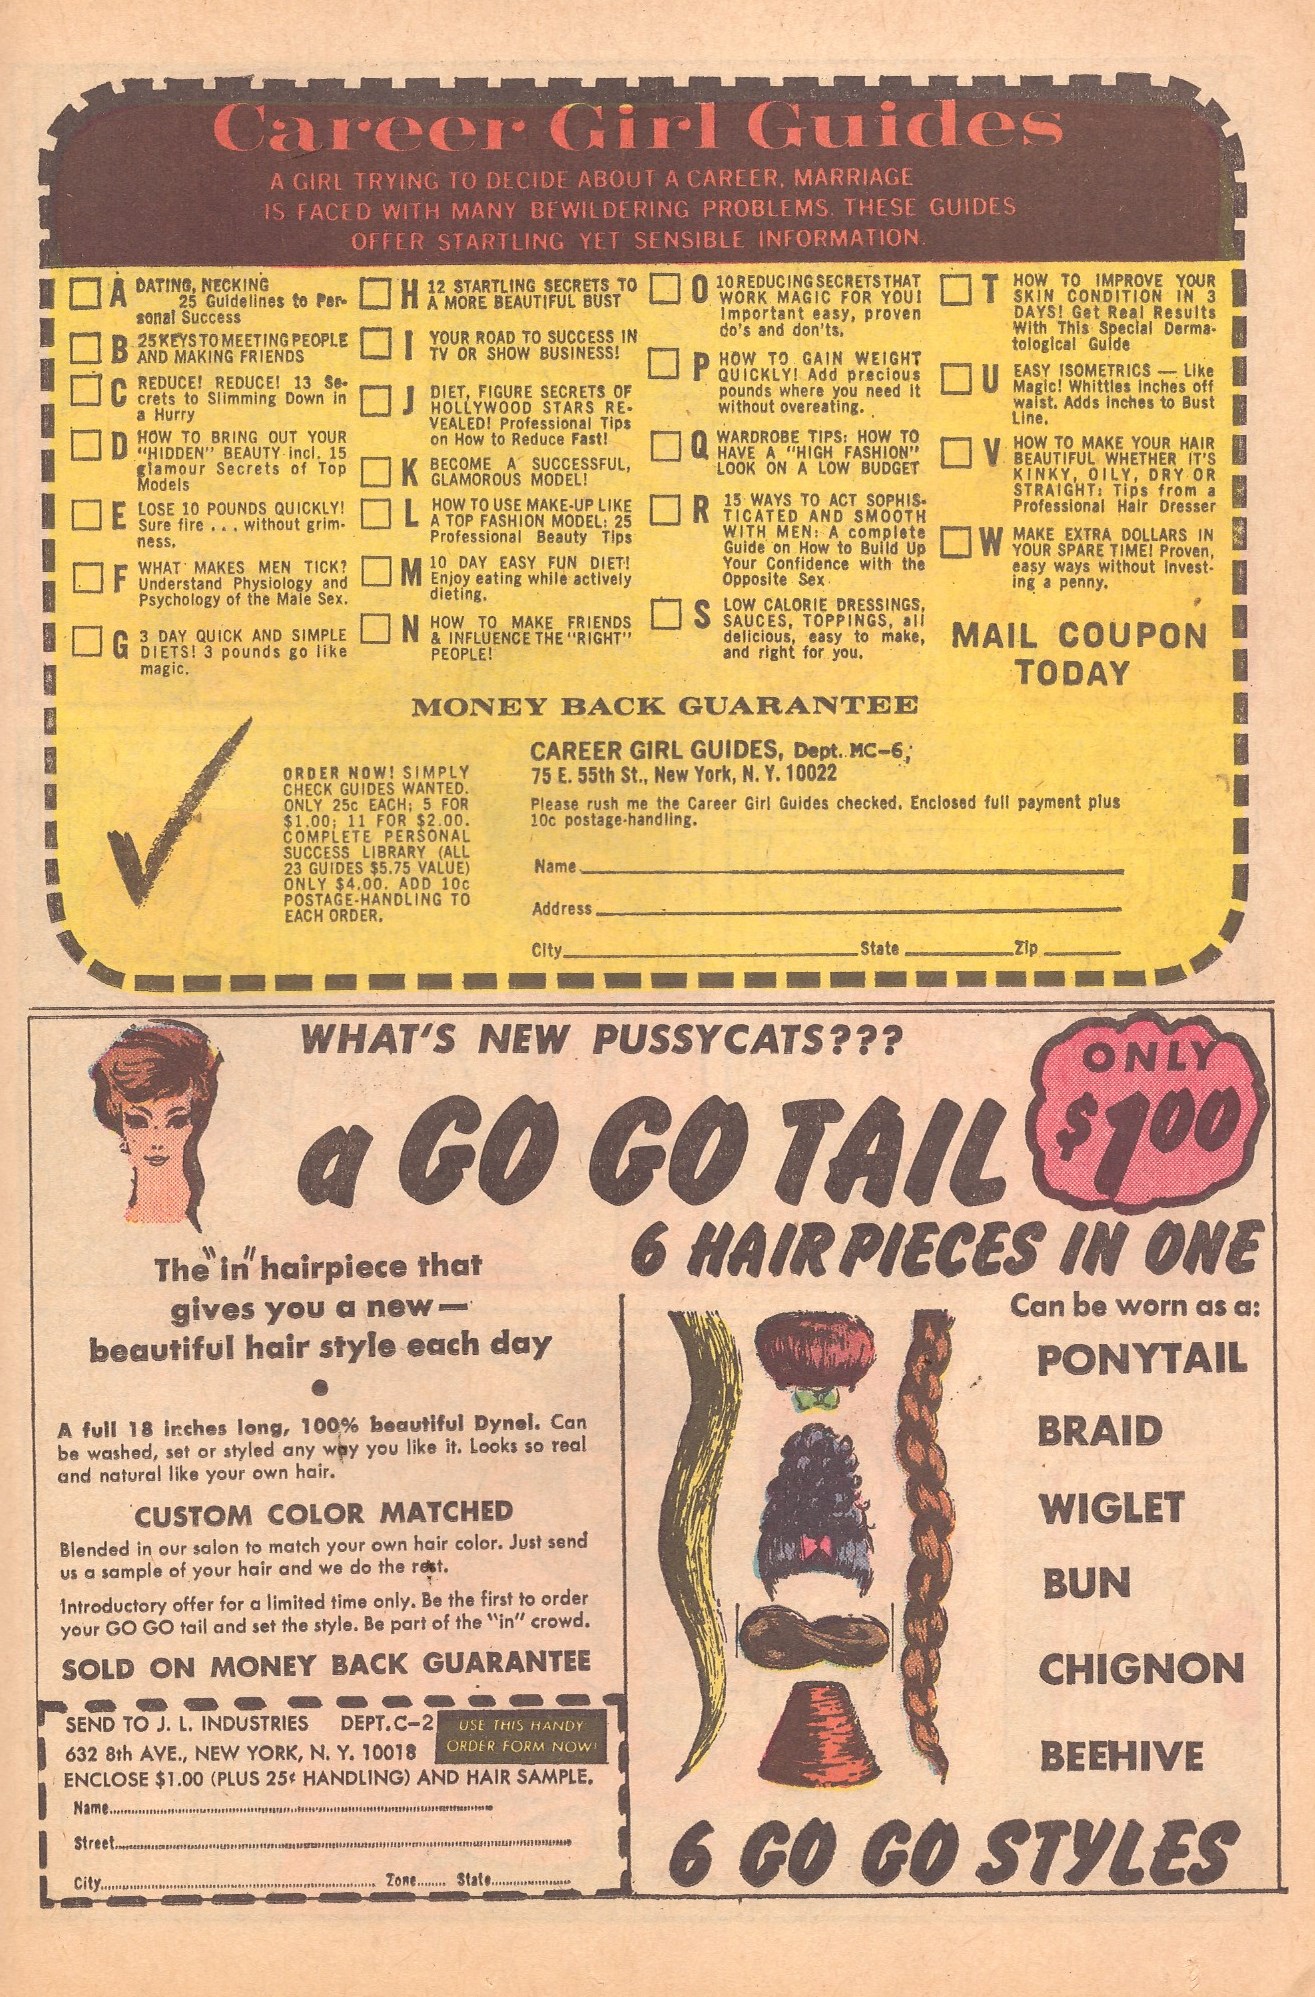 Career Girl Guides
A GIRL TRYING TO DECIDE ABOUT A CAREER, MARRIAGE
IS FACED WITH MANY BEWILDERING PROBLEMS. THESE GUIDES
OFFER STARTLING YET SENSIBLE INFORMATION.
A DATING, NECKING
25 Guidelines to Per-
sonal Success
B 25 KEYS TO MEETING PEOPLE
AND MAKING FRIENDS
C REDUCE! REDUCE! 13 Se-
crets to Slimming Down in
a Hurry
D HOW TO BRING OUT YOUR
"HIDDEN" BEAUTY incl. 15
glamour Secrets of Top
Models
E LOSE 10 POUNDS QUICKLY!
Sure fire . . . without grim-
ness.
F WHAT MAKES MEN TICK?
Understand Physiology and
Psychology of the Male Sex.
G 3 DAY QUICK AND SIMPLE
DIETS! 3 pounds go like
magic.
H 12 STARTLING SECRETS TO
A MORE BEAUTIFUL BUST
I YOUR ROAD TO SUCCESS IN
TV OR SHOW BUSINESS!
J DIET, FIGURE SECRETS OF
HOLLYWOOD STARS RE-
VEALED! Professional Tips
on How to Reduce Fast!
K BECOME A SUCCESSFUL,
GLAMOROUS MODEL!
L HOW TO USE MAKE-UP LIKE
A TOP FASHION MODEL: 25
Professional Beauty Tips
M 10 DAY EASY FUN DIET!
Enjoy eating while actively
dieting.
N HOW TO MAKE FRIENDS
& INFLUENCE THE "RIGHT"
PEOPLE!
O 10 REDUCING SECRETS THAT
WORK MAGIC FOR YOU!
Important easy, proven
do's and don'ts.
P HOW TO GAIN WEIGHT
QUICKLY! Add precious
pounds where you need it
without overeating.
Q WARDROBE TIPS: HOW TO
HAVE A "HIGH FASHION"
LOOK ON A LOW BUDGET
R 15 WAYS TO ACT SOPHIS-
TICATED AND SMOOTH
WITH MEN: A complete
Guide on How to Build Up
Your Confidence with the
Opposite Sex
S LOW CALORIE DRESSINGS,
SAUCES, TOPPINGS, all
delicious, easy to make,
and right for you.
T HOW TO IMPROVE YOUR
SKIN CONDITION IN 3
DAYS! Get Real Results
With This Special Derma-
tological Guide
U EASY ISOMETRICS — Like
Magic! Whittles inches off
waist. Adds inches to Bust
Line.
V HOW TO MAKE YOUR HAIR
BEAUTIFUL WHETHER IT'S
KINKY, OILY, DRY OR
STRAIGHT: Tips from a
Professional Hair Dresser
W MAKE EXTRA DOLLARS IN
YOUR SPARE TIME! Proven,
easy ways without invest-
ing a penny.
MAIL COUPON
TODAY
MONEY BACK GUARANTEE
ORDER NOW! SIMPLY
CHECK GUIDES WANTED.
ONLY 25c EACH; 5 FOR
$1.00; 11 FOR $2.00.
COMPLETE PERSONAL
SUCCESS LIBRARY (ALL
23 GUIDES $5.75 VALUE)
ONLY $4.00. ADD 10c
POSTAGE-HANDLING TO
EACH ORDER.
CAREER GIRL GUIDES, Dept. MC-6,
75 E. 55th St., New York, N. Y. 10022
Please rush me the Career Girl Guides checked. Enclosed full payment plus
10c postage-handling.
Name
Address
City State Zip
WHAT'S NEW PUSSYCATS???
a GO GO TAIL
ONLY
$1.00
6 HAIRPIECES IN ONE
The "in" hairpiece that
gives you a new—
beautiful hair style each day
A full 18 inches long, 100% beautiful Dynel. Can
be washed, set or styled any way you like it. Looks so real
and natural like your own hair.
CUSTOM COLOR MATCHED
Blended in our salon to match your own hair color. Just send
us a sample of your hair and we do the rest.
Introductory offer for a limited time only. Be the first to order
your GO GO tail and set the style. Be part of the "in" crowd.
SOLD ON MONEY BACK GUARANTEE
SEND TO J. L. INDUSTRIES DEPT. C-2
632 8th AVE., NEW YORK, N. Y. 10018
USE THIS HANDY
ORDER FORM NOW!
ENCLOSE $1.00 (PLUS 25¢ HANDLING) AND HAIR SAMPLE.
Name
Street
City Zone State
Can be worn as a:
PONYTAIL
BRAID
WIGLET
BUN
CHIGNON
BEEHIVE
6 GO GO STYLES